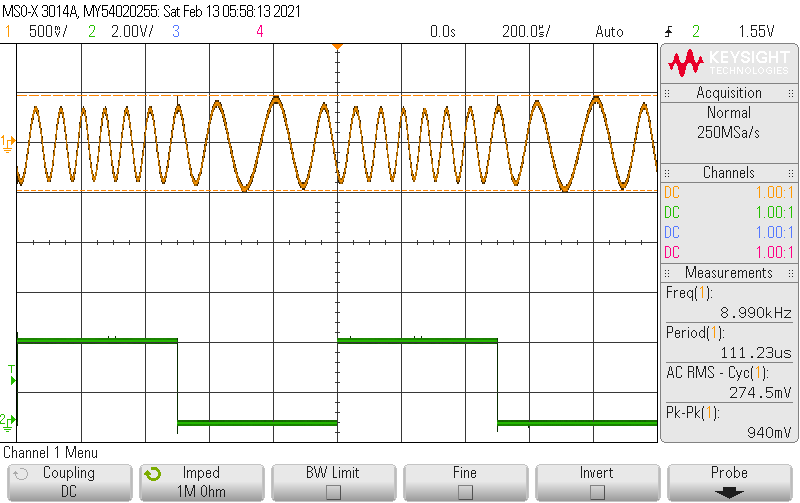 MSO-X 3014A, MY54020255: Sat Feb 13 05:58:13 2021
1 500mV/ 2 2.00V/ 3 4 0.0s 200.0us/ Auto 2 1.55V
KEYSIGHT
TECHNOLOGIES
Acquisition
Normal
250MSa/s
Channels
DC 1.00:1
DC 1.00:1
DC 1.00:1
DC 1.00:1
Measurements
Freq(1):
8.990kHz
Period(1):
111.23us
AC RMS - Cyc(1):
274.5mV
Pk-Pk(1):
940mV
1
T
2
Channel 1 Menu
Coupling
DC
Imped
1M Ohm
BW Limit
Fine
Invert
Probe